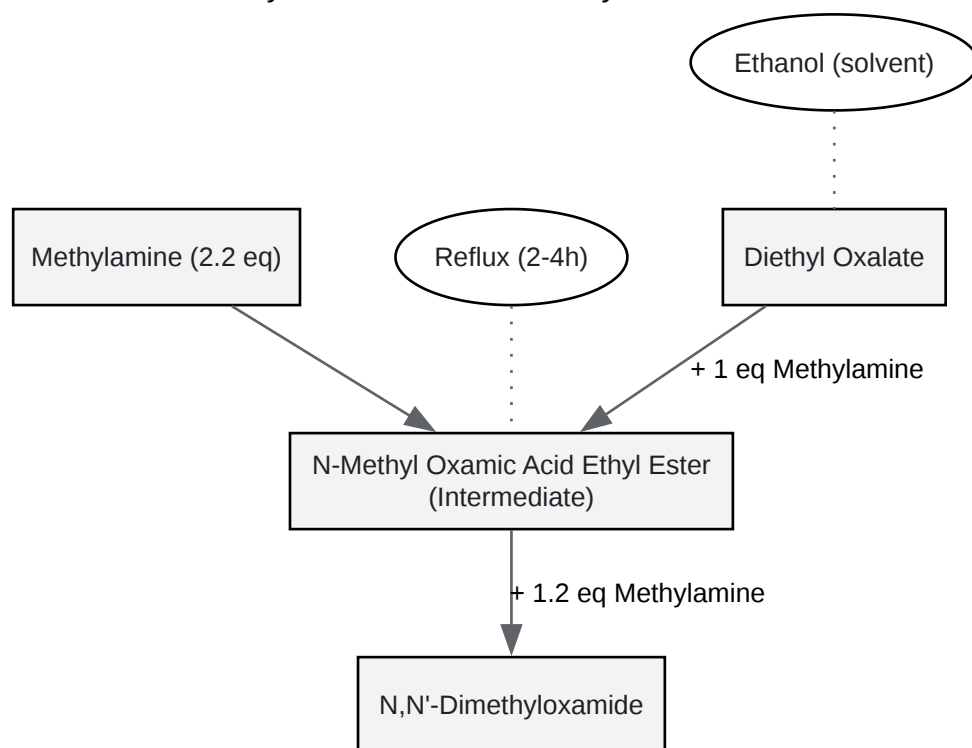 Ethanol (solvent)
Methylamine (2.2 eq)
Reflux (2-4h)
Diethyl Oxalate
+ 1 eq Methylamine
N-Methyl Oxamic Acid Ethyl Ester
(Intermediate)
+ 1.2 eq Methylamine
N,N'-Dimethyloxamide